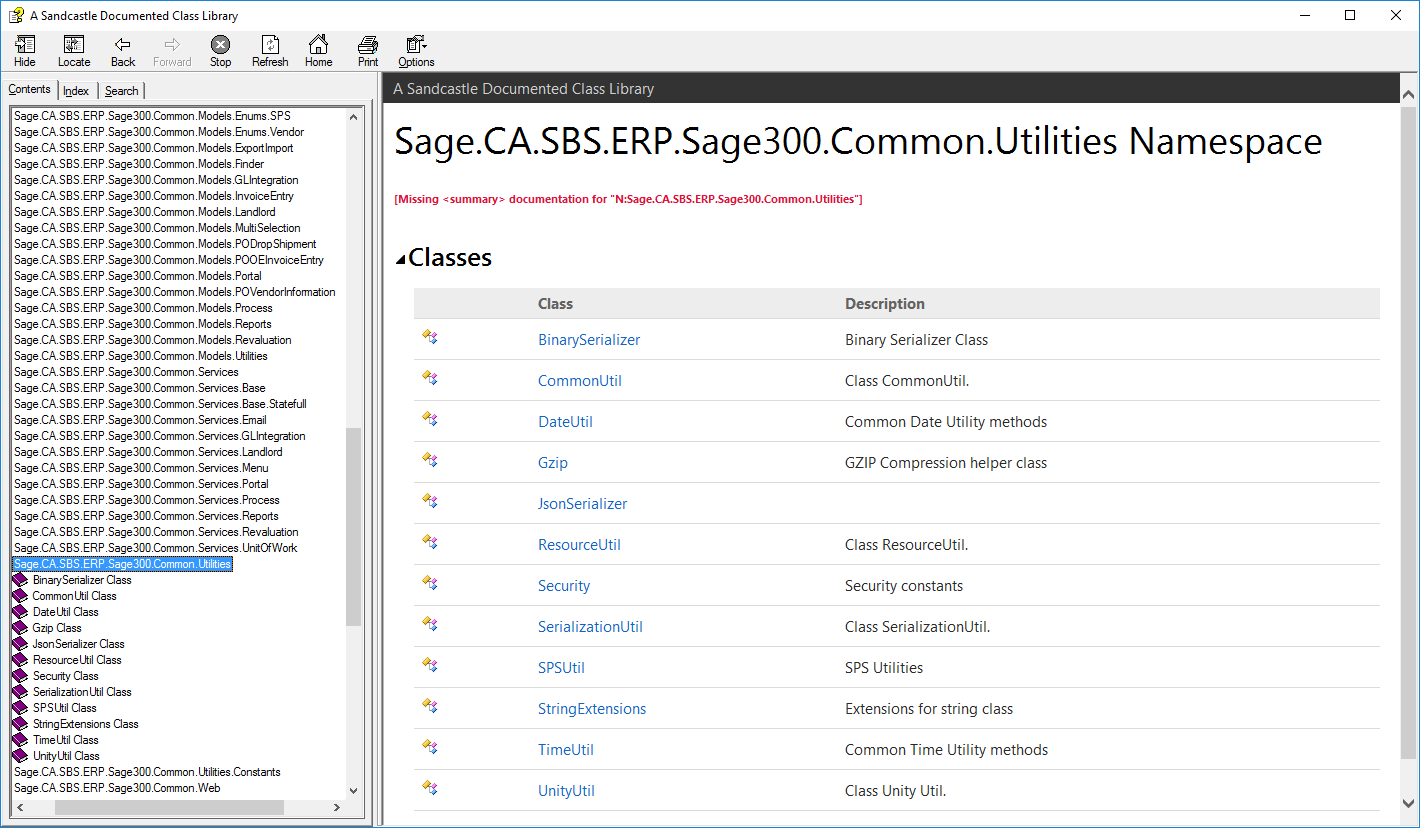 A Sandcastle Documented Class Library
Hide Locate Back Forward Stop Refresh Home Print Options
Contents Index Search
Sage.CA.SBS.ERP.Sage300.Common.Models.Enums.SPS
Sage.CA.SBS.ERP.Sage300.Common.Models.Enums.Vendor
Sage.CA.SBS.ERP.Sage300.Common.Models.ExportImport
Sage.CA.SBS.ERP.Sage300.Common.Models.Finder
Sage.CA.SBS.ERP.Sage300.Common.Models.GLIntegration
Sage.CA.SBS.ERP.Sage300.Common.Models.InvoiceEntry
Sage.CA.SBS.ERP.Sage300.Common.Models.Landlord
Sage.CA.SBS.ERP.Sage300.Common.Models.MultiSelection
Sage.CA.SBS.ERP.Sage300.Common.Models.PODropShipment
Sage.CA.SBS.ERP.Sage300.Common.Models.POOEInvoiceEntry
Sage.CA.SBS.ERP.Sage300.Common.Models.Portal
Sage.CA.SBS.ERP.Sage300.Common.Models.POVendorInformation
Sage.CA.SBS.ERP.Sage300.Common.Models.Process
Sage.CA.SBS.ERP.Sage300.Common.Models.Reports
Sage.CA.SBS.ERP.Sage300.Common.Models.Revaluation
Sage.CA.SBS.ERP.Sage300.Common.Models.Utilities
Sage.CA.SBS.ERP.Sage300.Common.Services
Sage.CA.SBS.ERP.Sage300.Common.Services.Base
Sage.CA.SBS.ERP.Sage300.Common.Services.Base.Statefull
Sage.CA.SBS.ERP.Sage300.Common.Services.Email
Sage.CA.SBS.ERP.Sage300.Common.Services.GLIntegration
Sage.CA.SBS.ERP.Sage300.Common.Services.Landlord
Sage.CA.SBS.ERP.Sage300.Common.Services.Menu
Sage.CA.SBS.ERP.Sage300.Common.Services.Portal
Sage.CA.SBS.ERP.Sage300.Common.Services.Process
Sage.CA.SBS.ERP.Sage300.Common.Services.Reports
Sage.CA.SBS.ERP.Sage300.Common.Services.Revaluation
Sage.CA.SBS.ERP.Sage300.Common.Services.UnitOfWork
Sage.CA.SBS.ERP.Sage300.Common.Utilities
BinarySerializer Class
CommonUtil Class
DateUtil Class
Gzip Class
JsonSerializer Class
ResourceUtil Class
Security Class
SerializationUtil Class
SPSUtil Class
StringExtensions Class
TimeUtil Class
UnityUtil Class
Sage.CA.SBS.ERP.Sage300.Common.Utilities.Constants
Sage.CA.SBS.ERP.Sage300.Common.Web
A Sandcastle Documented Class Library
Sage.CA.SBS.ERP.Sage300.Common.Utilities Namespace
[Missing <summary> documentation for "N:Sage.CA.SBS.ERP.Sage300.Common.Utilities"]
Classes
Class Description
BinarySerializer Binary Serializer Class
CommonUtil Class CommonUtil.
DateUtil Common Date Utility methods
Gzip GZIP Compression helper class
JsonSerializer
ResourceUtil Class ResourceUtil.
Security Security constants
SerializationUtil Class SerializationUtil.
SPSUtil SPS Utilities
StringExtensions Extensions for string class
TimeUtil Common Time Utility methods
UnityUtil Class Unity Util.